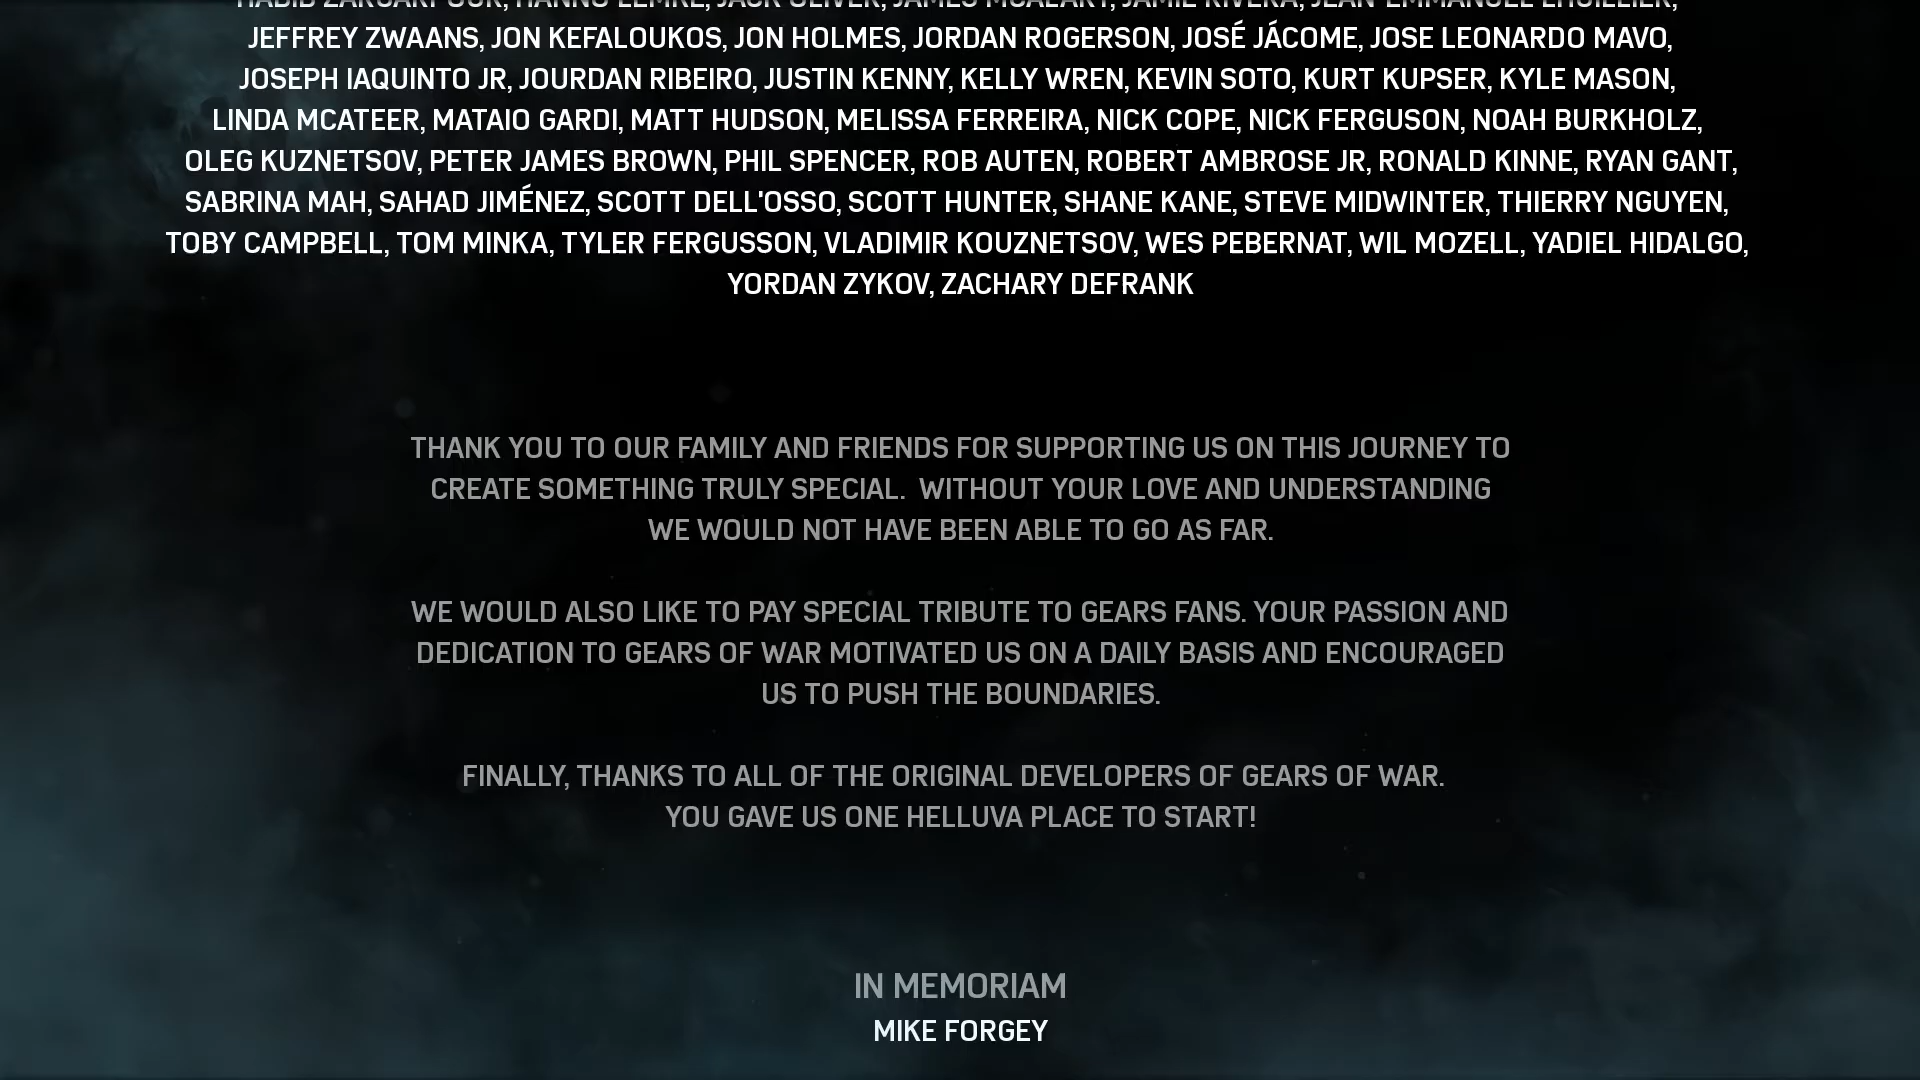 JEFFREY ZWAANS, JON KEFALOUKOS, JON HOLMES, JORDAN ROGERSON, JOSÉ JÁCOME, JOSE LEONARDO MAVO,
JOSEPH IAQUINTO JR, JOURDAN RIBEIRO, JUSTIN KENNY, KELLY WREN, KEVIN SOTO, KURT KUPSER, KYLE MASON,
LINDA MCATEER, MATAIO GARDI, MATT HUDSON, MELISSA FERREIRA, NICK COPE, NICK FERGUSON, NOAH BURKHOLZ,
OLEG KUZNETSOV, PETER JAMES BROWN, PHIL SPENCER, ROB AUTEN, ROBERT AMBROSE JR, RONALD KINNE, RYAN GANT,
SABRINA MAH, SAHAD JIMÉNEZ, SCOTT DELL'OSSO, SCOTT HUNTER, SHANE KANE, STEVE MIDWINTER, THIERRY NGUYEN,
TOBY CAMPBELL, TOM MINKA, TYLER FERGUSSON, VLADIMIR KOUZNETSOV, WES PEBERNAT, WIL MOZELL, YADIEL HIDALGO,
YORDAN ZYKOV, ZACHARY DEFRANK
THANK YOU TO OUR FAMILY AND FRIENDS FOR SUPPORTING US ON THIS JOURNEY TO
CREATE SOMETHING TRULY SPECIAL.  WITHOUT YOUR LOVE AND UNDERSTANDING
WE WOULD NOT HAVE BEEN ABLE TO GO AS FAR.
WE WOULD ALSO LIKE TO PAY SPECIAL TRIBUTE TO GEARS FANS. YOUR PASSION AND
DEDICATION TO GEARS OF WAR MOTIVATED US ON A DAILY BASIS AND ENCOURAGED
US TO PUSH THE BOUNDARIES.
FINALLY, THANKS TO ALL OF THE ORIGINAL DEVELOPERS OF GEARS OF WAR.
YOU GAVE US ONE HELLUVA PLACE TO START!
IN MEMORIAM
MIKE FORGEY